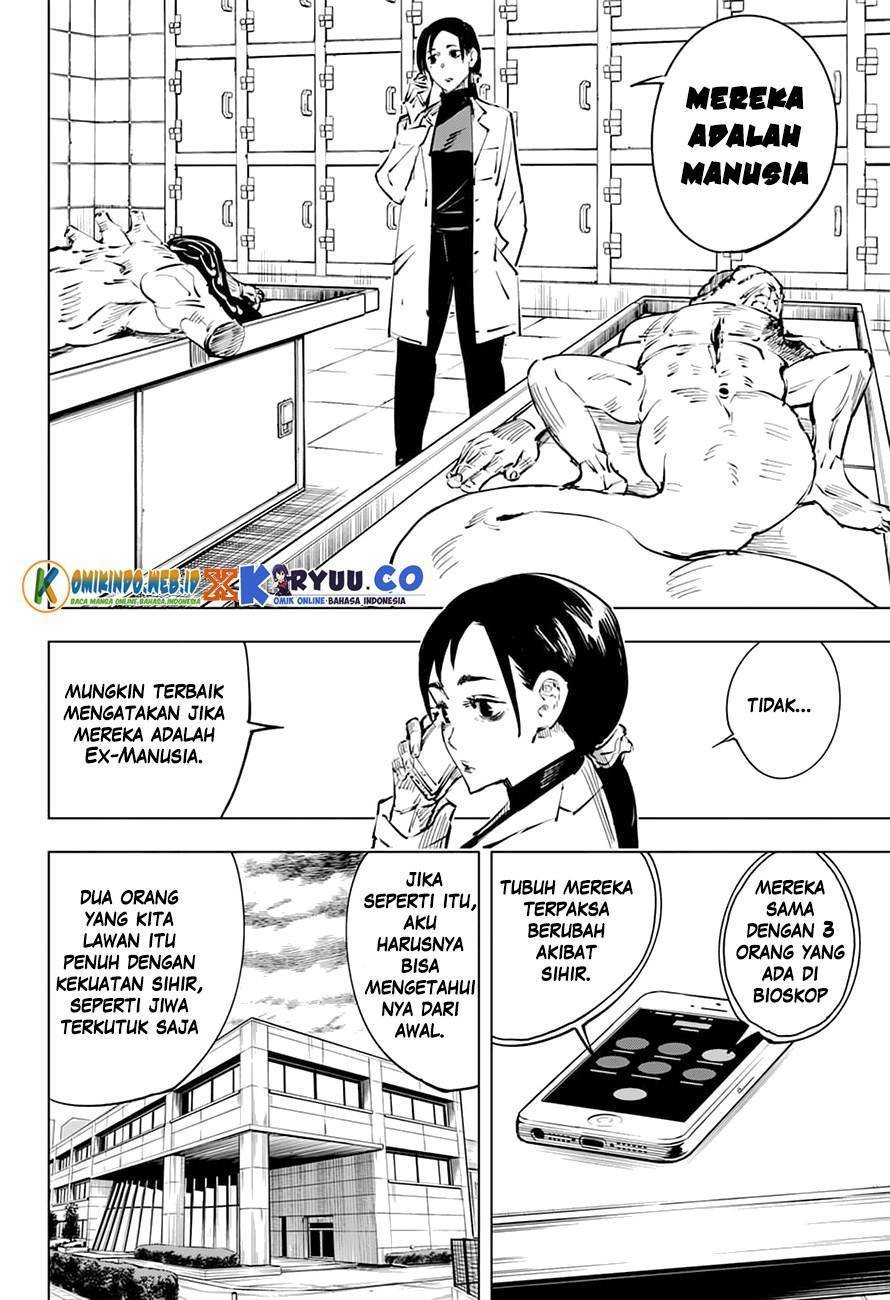 MEREKA
ADALAH
MANUSIA
KOMIKINDO.WEB.ID X KIRYUU.CO
BACA MANGA ONLINE BAHASA INDONESIA
KOMIK ONLINE BAHASA INDONESIA
TIDAK...
MUNGKIN TERBAIK
MENGATAKAN JIKA
MEREKA ADALAH
EX-MANUSIA.
MEREKA
SAMA
DENGAN 3
ORANG YANG
ADA DI
BIOSKOP
TUBUH MEREKA
TERPAKSA
BERUBAH
AKIBAT
SIHIR.
JIKA
SEPERTI ITU,
AKU
HARUSNYA
BISA
MENGETAHUI
NYA DARI
AWAL.
DUA ORANG
YANG KITA
LAWAN ITU
PENUH DENGAN
KEKUATAN SIHIR,
SEPERTI JIWA
TERKUTUK SAJA